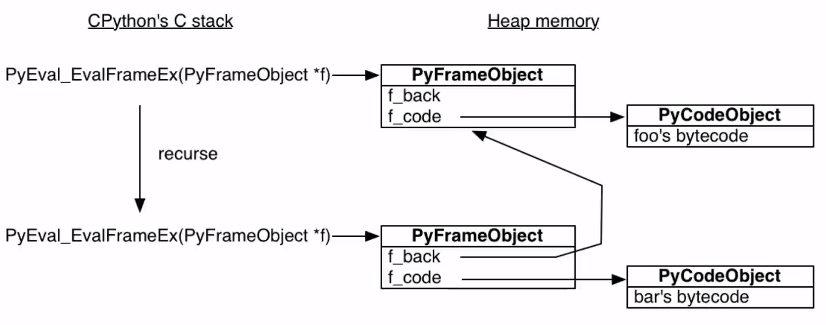 CPython's C stack
Heap memory
PyEval_EvalFrameEx(PyFrameObject *f)
PyFrameObject
f_back
f_code
PyCodeObject
foo's bytecode
recurse
PyEval_EvalFrameEx(PyFrameObject *f)
PyFrameObject
f_back
f_code
PyCodeObject
bar's bytecode